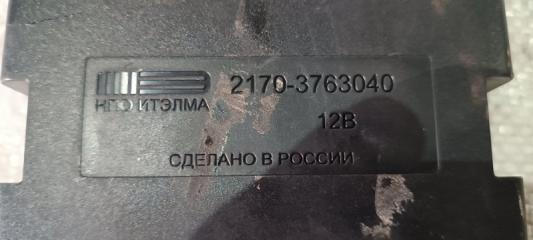 2170-3763040
НПО ИТЭЛМА
12В
СДЕЛАНО В РОССИИ